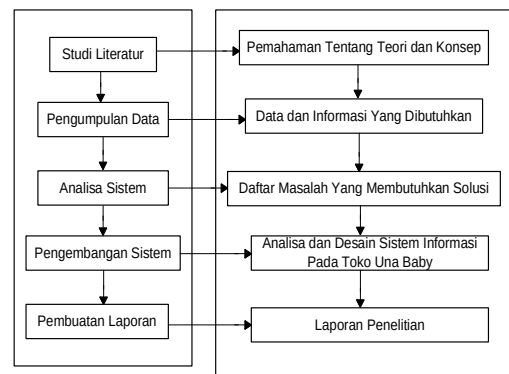 Studi Literatur
Pemahaman Tentang Teori dan Konsep
Pengumpulan Data
Data dan Informasi Yang Dibutuhkan
Analisa Sistem
Daftar Masalah Yang Membutuhkan Solusi
Pengembangan Sistem
Analisa dan Desain Sistem Informasi
Pada Toko Una Baby
Pembuatan Laporan
Laporan Penelitian